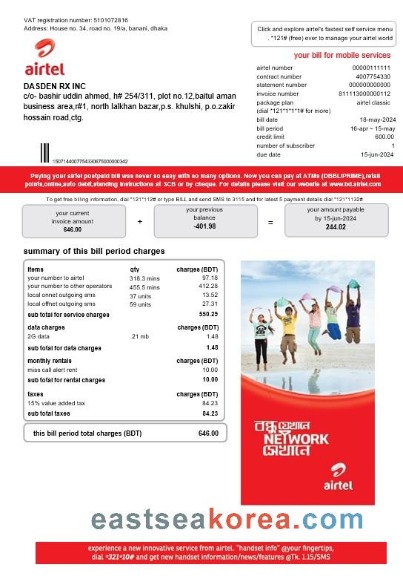 VAT registration number: 5101072816
Address: House no. 34, road no. 19/a, banani, dhaka
Click and explore airtel's fastest self service menu
. *121# (free) ever to manage your airtel world
airtel
your bill for mobile services
DASDEN RX INC
c/o- bashir uddin ahmed, h# 254/311, plot no.12,baitul aman
business area,r#1, north lalkhan bazar,p.s. khulshi, p.o.zakir
hossain road,ctg.
airtel number 00000111111
contract number 4007754330
statement number 000000000000
invoice number 811113000000112
package plan airtel classic
(dial *121*1*1*1# for more)
bill date 18-may-2024
bill period 16-apr ~ 15-may
credit limit 600.00
number of subscriber 1
due date 15-jun-2024
Paying your airtel postpaid bill was never so easy with so many options. Now you can pay at ATMs (DBBL/PRIME),retail
points,online,auto debit,standing instructions at SCB or by cheque. For details please visit our website at www.bd.airtel.com
To get free billing information, dial *121*112# or type BILL and send SMS to 3115 and for latest 5 payment details dial *121*1132#
your current
invoice amount
646.00
+
your previous
balance
-401.98
=
your amount payable
by 15-jun-2024
244.02
summary of this bill period charges
items qty charges (BDT)
your number to airtel 318.3 mins 97.18
your number to other operators 455.5 mins 412.28
local onnet outgoing sms 37 units 13.52
local offnet outgoing sms 59 units 27.31
sub total for service charges 550.29
data charges charges (BDT)
2G data .21 mb 1.48
sub total for data charges 1.48
monthly rentals charges (BDT)
miss call alert rent 10.00
sub total for rental charges 10.00
taxes charges (BDT)
15% value added tax 84.23
sub total taxes 84.23
this bill period total charges (BDT) 646.00
বন্ধু যেখানে
NETWORK
সেখানে
airtel
eastseakorea.com
experience a new innovative service from airtel. "handset info" @your fingertips,
dial *321*10# and get new handset information/news/features @Tk. 1.15/SMS